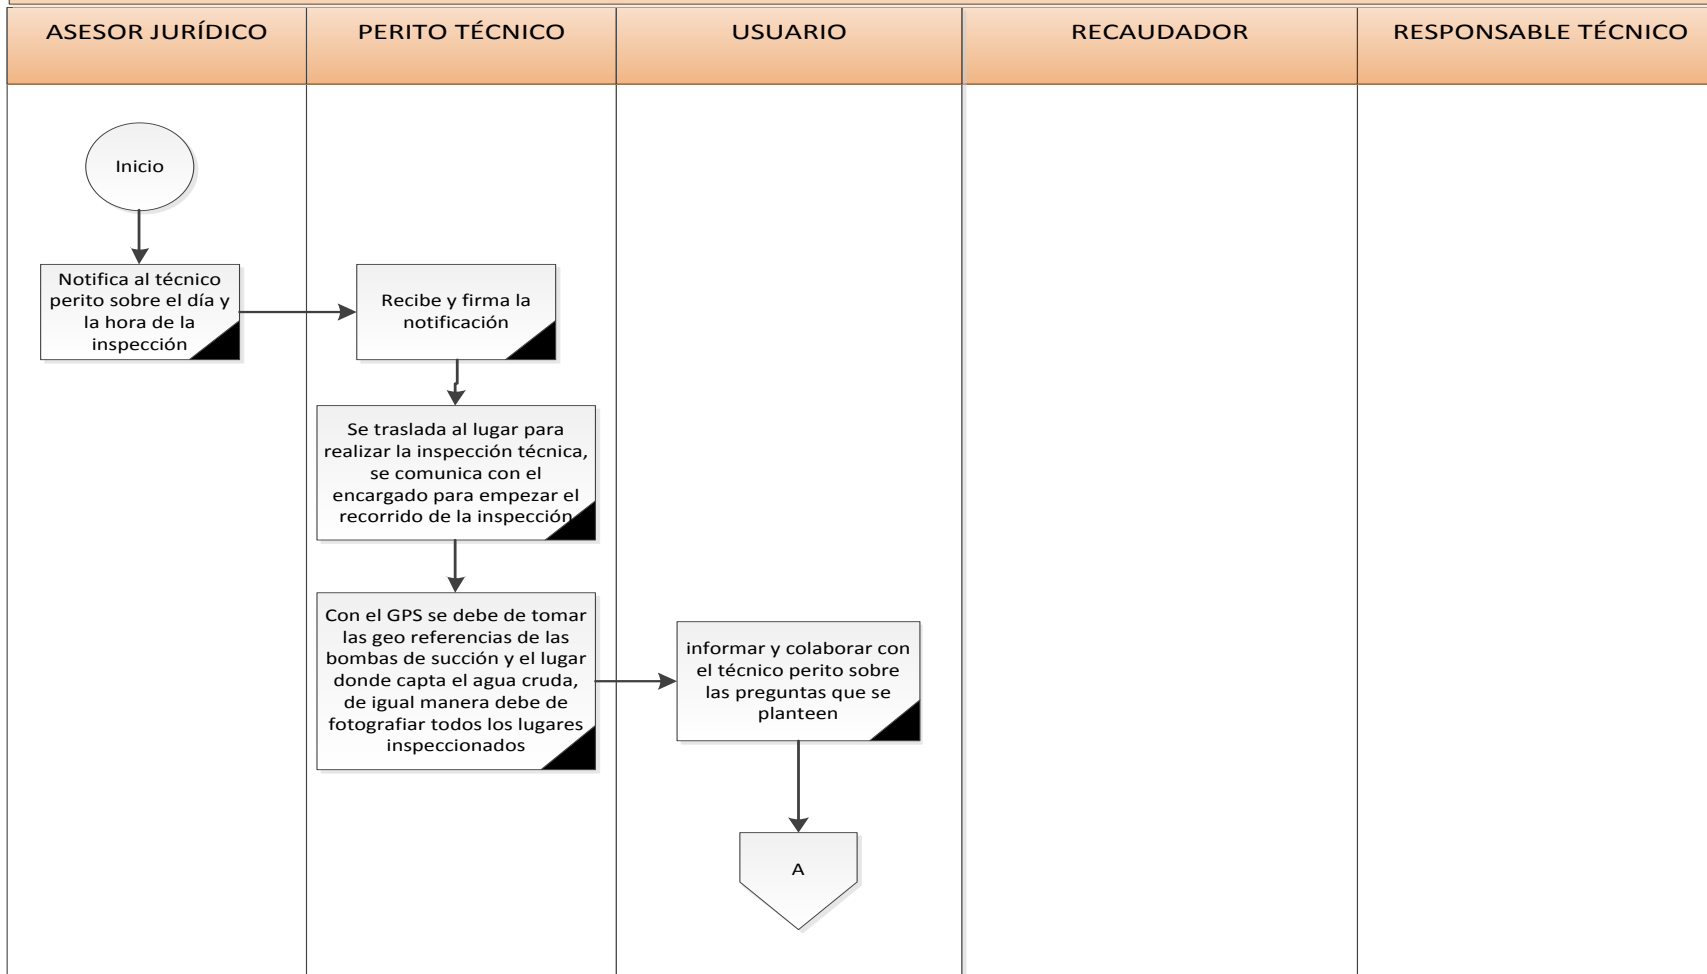 ASESOR JURÍDICO
PERITO TÉCNICO
USUARIO
RECAUDADOR
RESPONSABLE TÉCNICO
Inicio
Notifica al técnico
perito sobre el día y
la hora de la
inspección
Recibe y firma la
notificación
Se traslada al lugar para
realizar la inspección técnica,
se comunica con el
encargado para empezar el
recorrido de la inspección
Con el GPS se debe de tomar
las geo referencias de las
bombas de succión y el lugar
donde capta el agua cruda,
de igual manera debe de
fotografiar todos los lugares
inspeccionados
informar y colaborar con
el técnico perito sobre
las preguntas que se
planteen
A